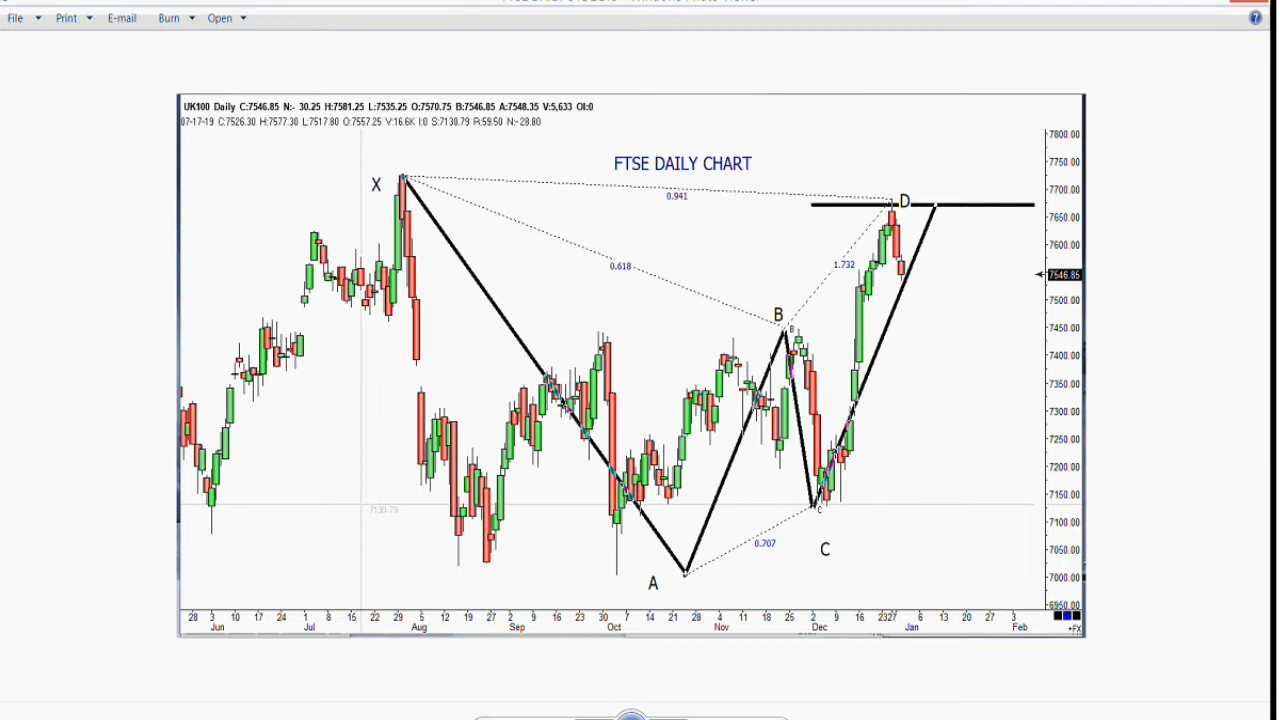 File Print E-mail Burn Open
UK100 Daily C:7546.85 N:- 30.25 H:7581.25 L:7535.25 O:7570.75 B:7546.85 A:7548.35 V:5,633 OI:0
07-17-19 C:7526.30 H:7577.30 L:7517.80 O:7557.25 V:16.6K I:0 S:7130.79 R:59.50 N:-28.80
FTSE DAILY CHART
X
D
0.941
0.618
1.732
B
B
7130.79
C
0.707
C
A
7800.00
7750.00
7700.00
7650.00
7600.00
7546.85
7500.00
7450.00
7400.00
7350.00
7300.00
7250.00
7200.00
7150.00
7100.00
7050.00
7000.00
6950.00
28 3 10 17 24 1 8 15 22 29 5 12 19 27 2 9 16 23 30 7 14 21 28 4 11 18 25 2 9 16 2327 6 13 20 27 3
Jun Jul Aug Sep Oct Nov Dec Jan Feb
+FX